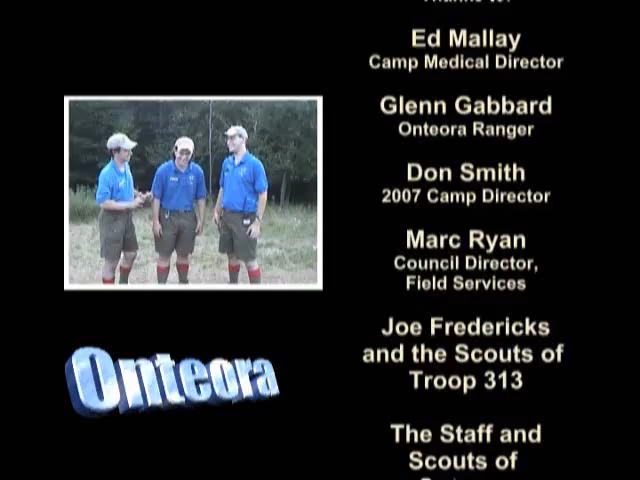 Ed Mallay
Camp Medical Director
Glenn Gabbard
Onteora Ranger
Don Smith
2007 Camp Director
Marc Ryan
Council Director,
Field Services
Joe Fredericks
and the Scouts of
Troop 313
The Staff and
Scouts of
Onteora